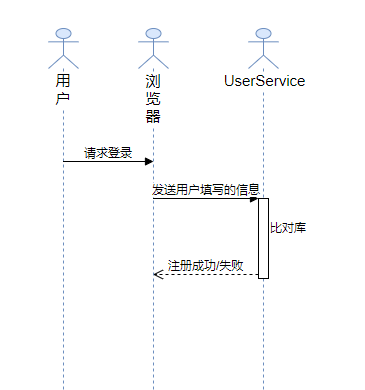 用
户
浏
览
器
UserService
请求登录
发送用户填写的信息
比对库
注册成功/失败